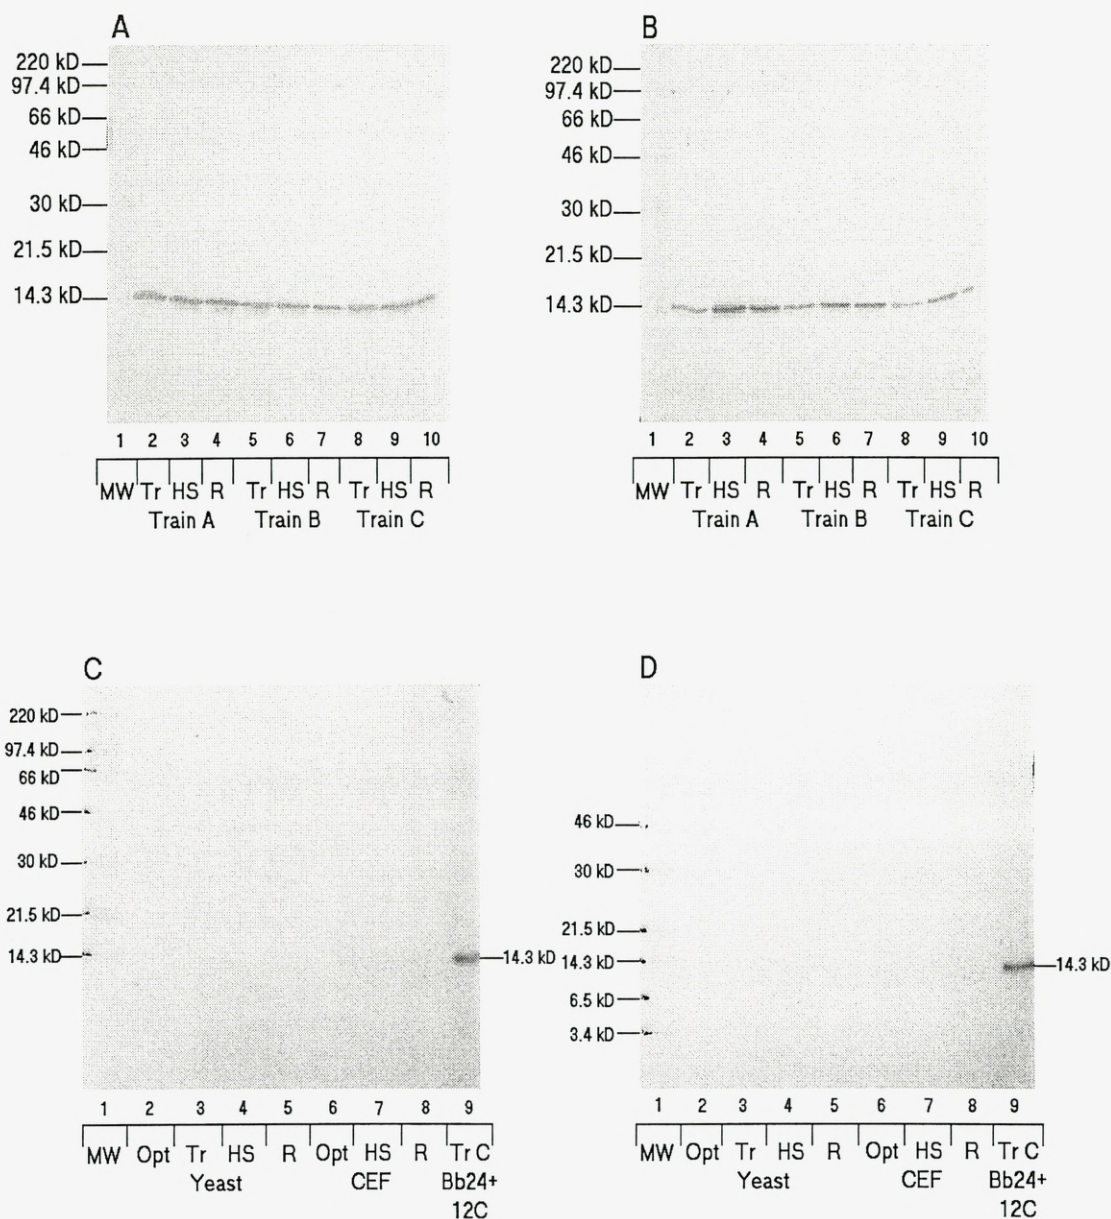 A
220 kD
97.4 kD
66 kD
46 kD
30 kD
21.5 kD
14.3 kD
1 2 3 4 5 6 7 8 9 10
MW Tr HS R Tr HS R Tr HS R
Train A Train B Train C
B
220 kD
97.4 kD
66 kD
46 kD
30 kD
21.5 kD
14.3 kD
1 2 3 4 5 6 7 8 9 10
MW Tr HS R Tr HS R Tr HS R
Train A Train B Train C
C
220 kD
97.4 kD
66 kD
46 kD
30 kD
21.5 kD
14.3 kD
14.3 kD
1 2 3 4 5 6 7 8 9
MW Opt Tr HS R Opt HS R Tr C
Yeast CEF Bb24+
12C
D
46 kD
30 kD
21.5 kD
14.3 kD
14.3 kD
6.5 kD
3.4 kD
1 2 3 4 5 6 7 8 9
MW Opt Tr HS R Opt HS R Tr C
Yeast CEF Bb24+
12C